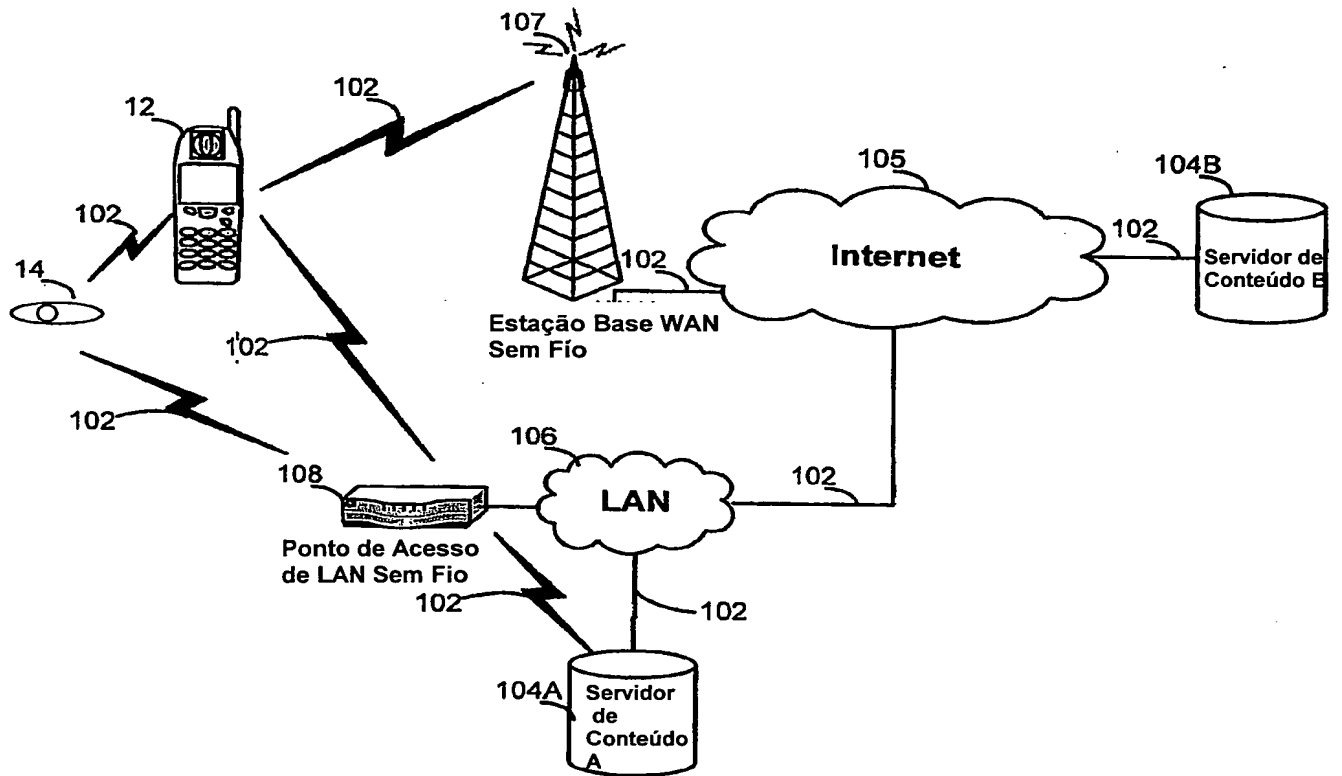 107
102
12
105
104B
102
102
Internet
Servidor de
Conteúdo B
14
102
Estação Base WAN
Sem Fío
102
102
106
108
LAN
102
Ponto de Acesso
de LAN Sem Fio
102
102
104A
Servidor
de
Conteúdo
A